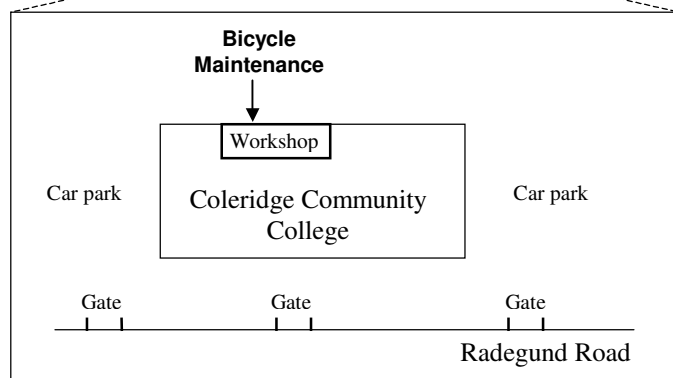 Bicycle
Maintenance
Workshop
Car park
Coleridge Community
College
Car park
Gate
Gate
Gate
Radegund Road